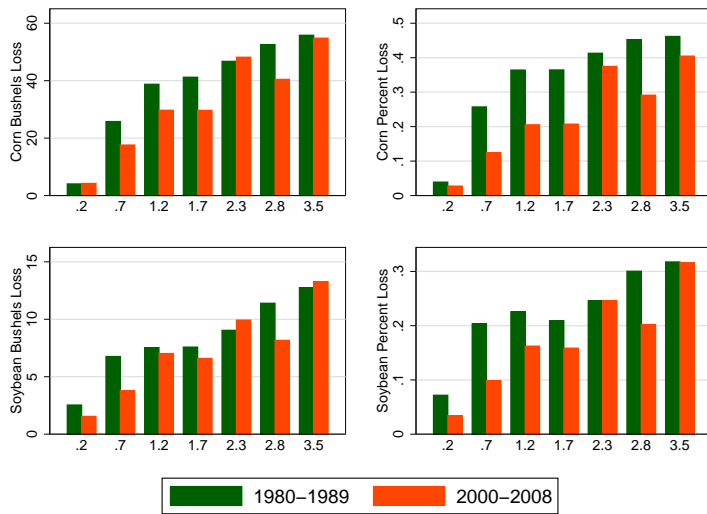 Corn Bushels Loss
60
40
20
0
.2 .7 1.2 1.7 2.3 2.8 3.5
Corn Percent Loss
.5
.4
.3
.2
.1
0
.2 .7 1.2 1.7 2.3 2.8 3.5
Soybean Bushels Loss
15
10
5
0
.2 .7 1.2 1.7 2.3 2.8 3.5
Soybean Percent Loss
.3
.2
.1
0
.2 .7 1.2 1.7 2.3 2.8 3.5
1980−1989 2000−2008